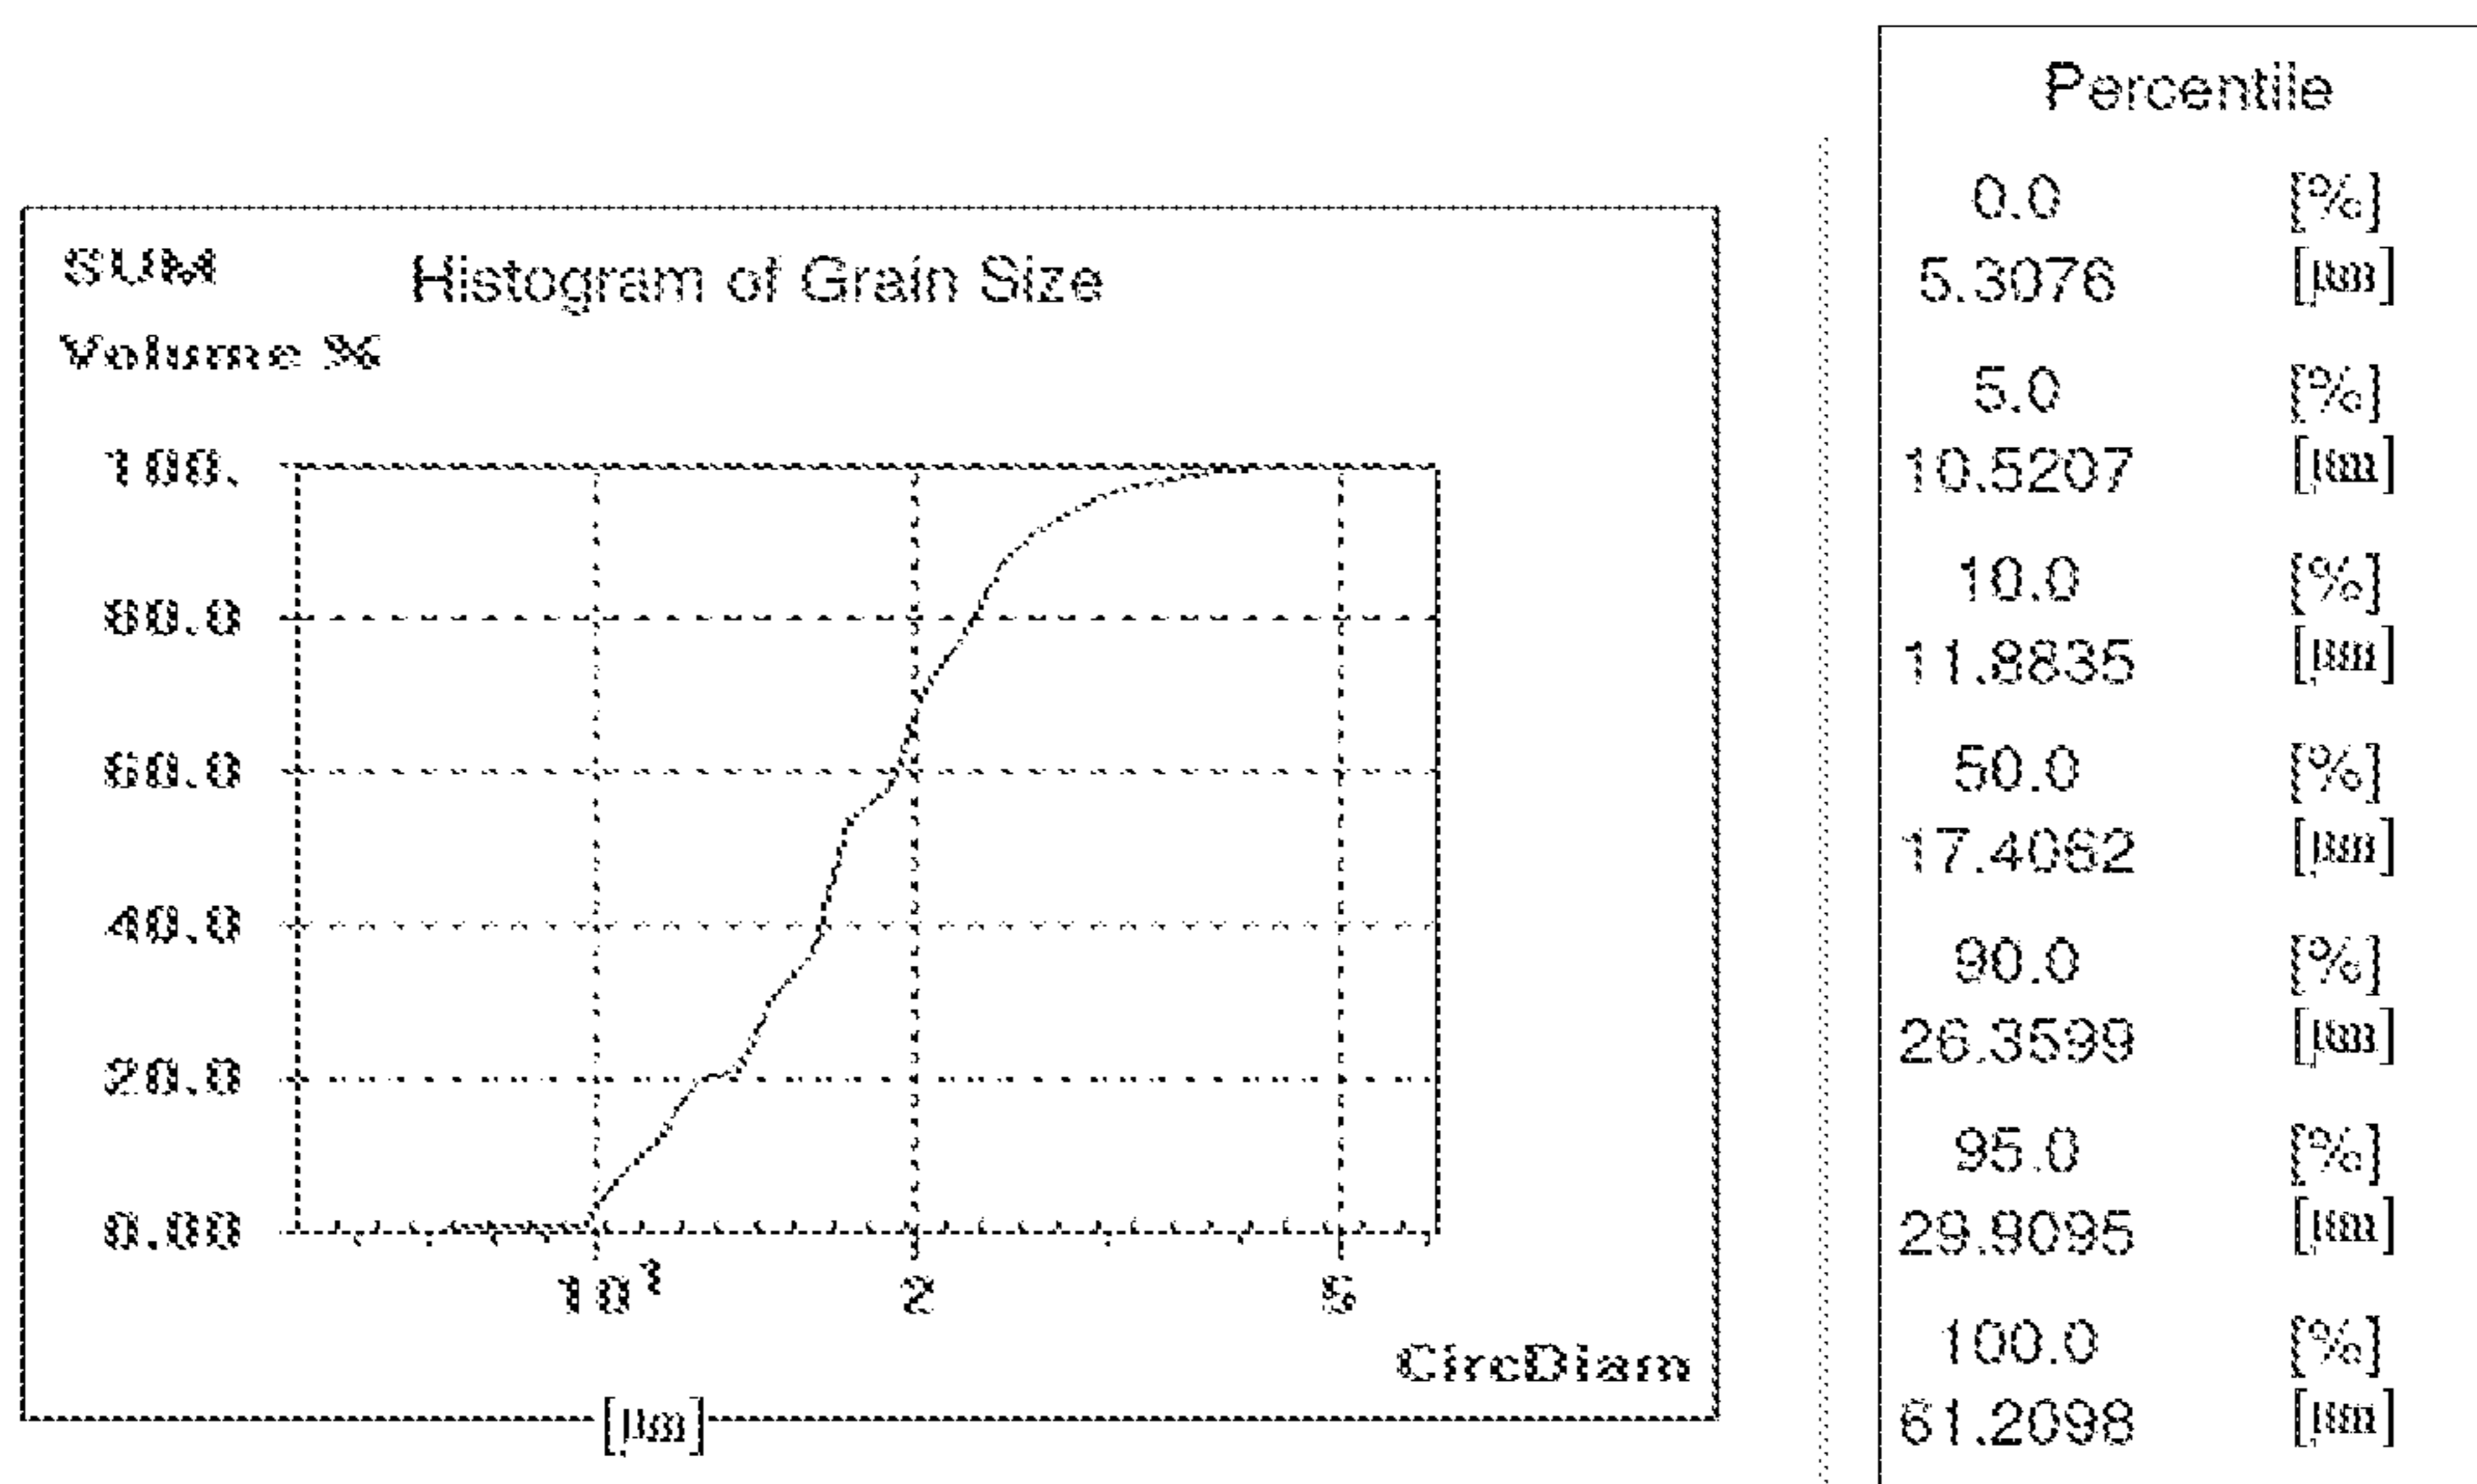 SUM
Histogram of Grain Size
Volume %
100.
80.0
60.0
40.0
20.0
0.00
10¹
2
5
CircDiam
[μm]
Percentile
0.0 [%]
5.3076 [μm]
5.0 [%]
10.5207 [μm]
10.0 [%]
11.8835 [μm]
50.0 [%]
17.4062 [μm]
90.0 [%]
26.3599 [μm]
95.0 [%]
29.9095 [μm]
100.0 [%]
61.2098 [μm]